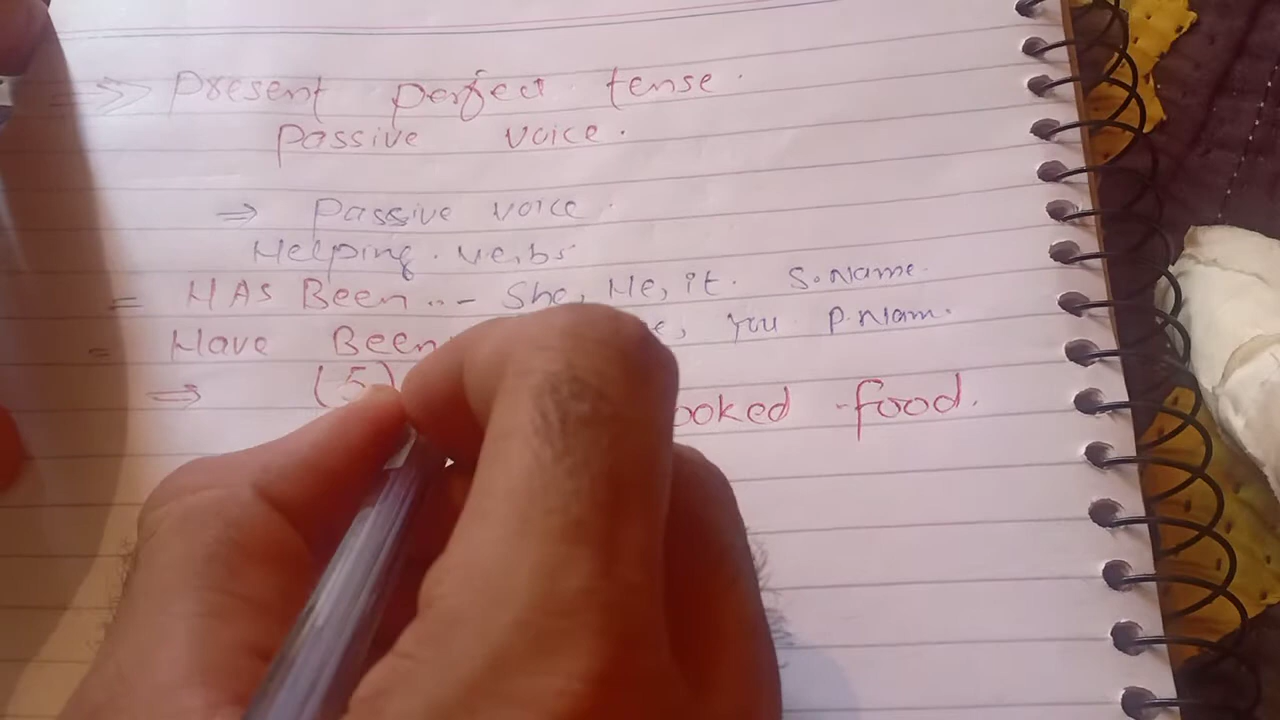 ⇒ Present perfect tense.
Passive voice.
⇒ Passive voice.
Helping. verbs
= HAS Been..- She, He, it. S.Name.
= Have Been you P.Nam.
⇒ (5) food.